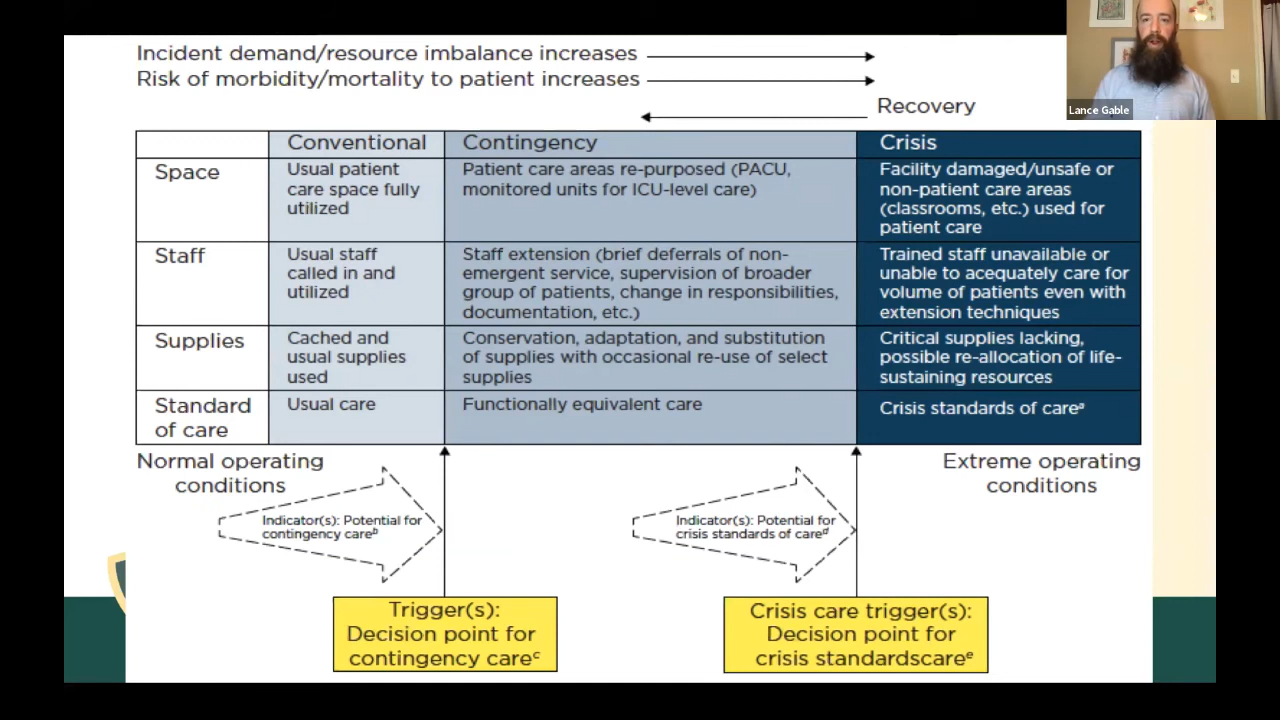 Incident demand/resource imbalance increases
Risk of morbidity/mortality to patient increases
Recovery
Lance Gable
Conventional
Contingency
Crisis
Space
Usual patient
care space fully
utilized
Patient care areas re-purposed (PACU,
monitored units for ICU-level care)
Facility damaged/unsafe or
non-patient care areas
(classrooms, etc.) used for
patient care
Staff
Usual staff
called in and
utilized
Staff extension (brief deferrals of non-
emergent service, supervision of broader
group of patients, change in responsibilities,
documentation, etc.)
Trained staff unavailable or
unable to acequately care for
volume of patients even with
extension techniques
Supplies
Cached and
usual supplies
used
Conservation, adaptation, and substitution
of supplies with occasional re-use of select
supplies
Critical supplies lacking,
possible re-allocation of life-
sustaining resources
Standard
of care
Usual care
Functionally equivalent care
Crisis standards of careᵃ
Normal operating
conditions
Extreme operating
conditions
Indicator(s): Potential for
contingency careᵇ
Indicator(s): Potential for
crisis standards of careᵈ
Trigger(s):
Decision point for
contingency careᶜ
Crisis care trigger(s):
Decision point for
crisis standardscareᵉ